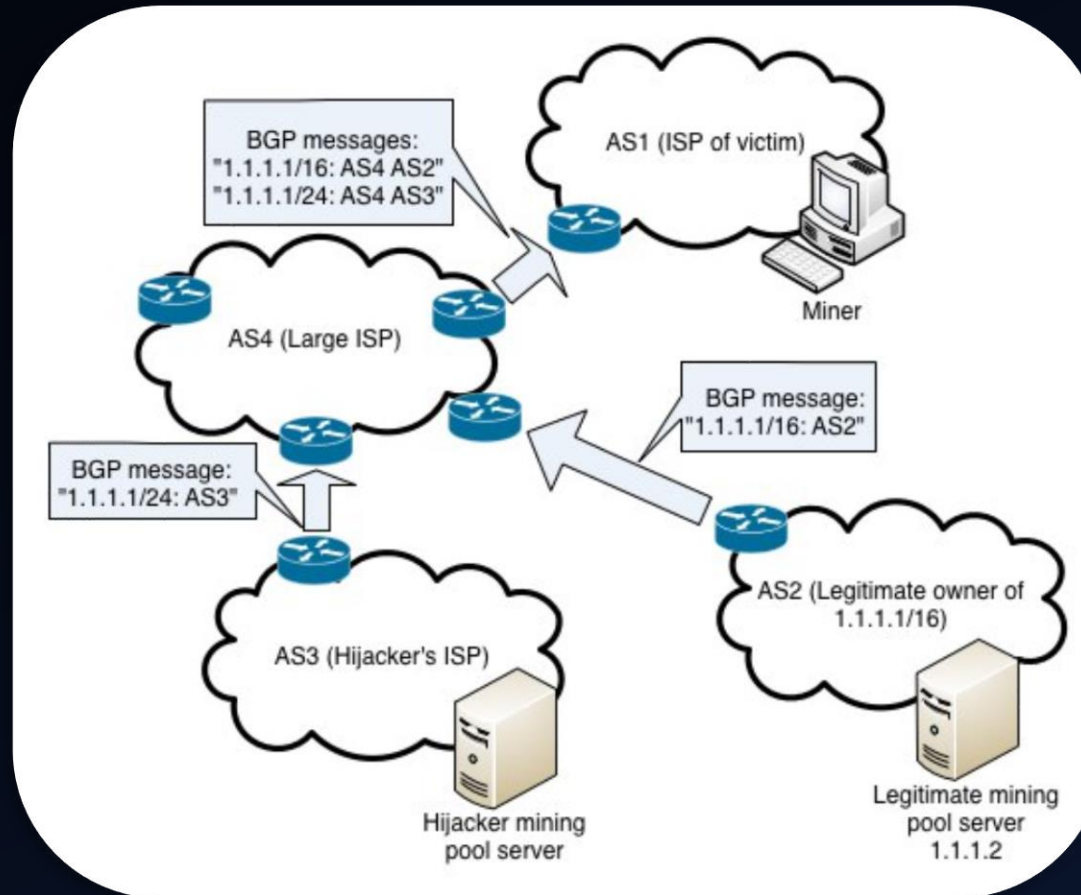 BGP messages:
"1.1.1.1/16: AS4 AS2"
"1.1.1.1/24: AS4 AS3"
AS1 (ISP of victim)
Miner
AS4 (Large ISP)
BGP message:
"1.1.1.1/16: AS2"
BGP message:
"1.1.1.1/24: AS3"
AS2 (Legitimate owner of
1.1.1.1/16)
AS3 (Hijacker's ISP)
Hijacker mining
pool server
Legitimate mining
pool server
1.1.1.2